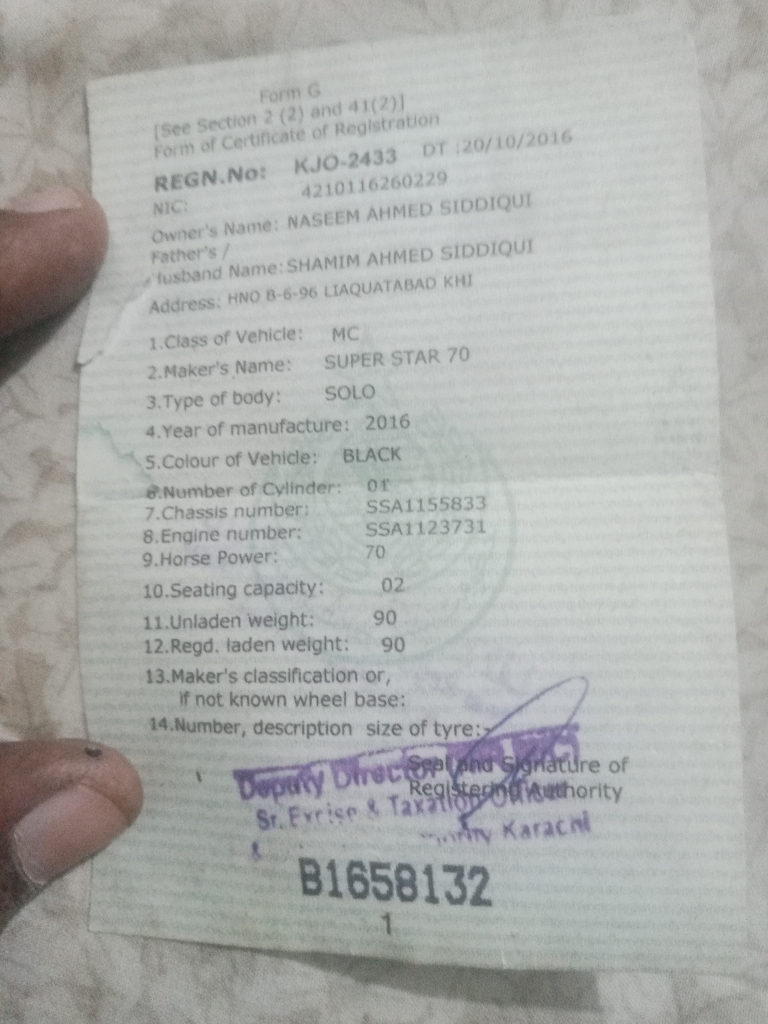 Form G
[See Section 2 (2) and 41(2)]
Form of Certificate of Registration
REGN.No: KJO-2433 DT :20/10/2016
NIC: 4210116260229
Owner's Name: NASEEM AHMED SIDDIQUI
Father's /
Husband Name: SHAMIM AHMED SIDDIQUI
Address: HNO B-6-96 LIAQUATABAD KHI
1.Class of Vehicle: MC
2.Maker's Name: SUPER STAR 70
3.Type of body: SOLO
4.Year of manufacture: 2016
5.Colour of Vehicle: BLACK
6.Number of Cylinder: 01
7.Chassis number: SSA1155833
8.Engine number: SSA1123731
9.Horse Power: 70
10.Seating capacity: 02
11.Unladen weight: 90
12.Regd. laden weight: 90
13.Maker's classification or,
if not known wheel base:
14.Number, description size of tyre:-
Seal and Signature of
Registering Authority
Deputy Director
Sr. Excise & Taxation Officer
Karachi
B1658132
1